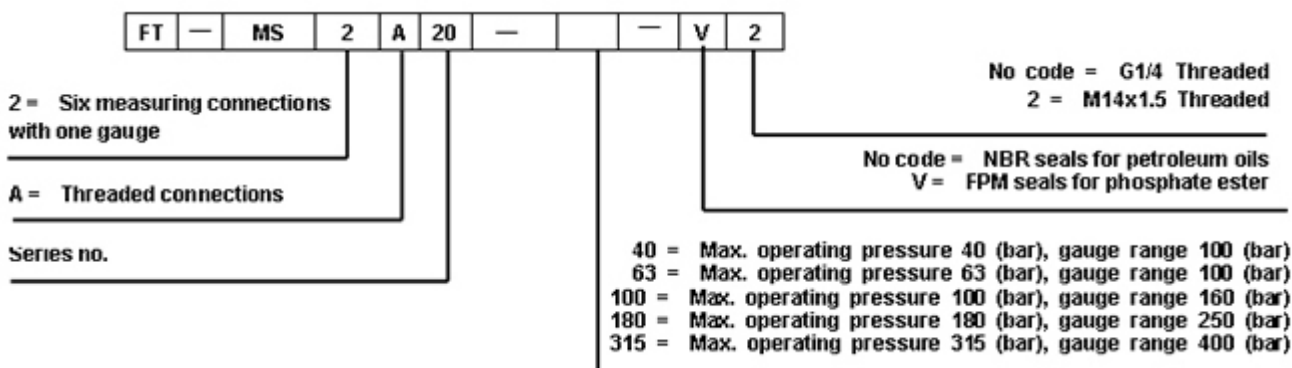 FT — MS 2 A 20 — — V 2
2 = Six measuring connections
with one gauge
A = Threaded connections
Series no.
No code = G1/4 Threaded
2 = M14x1.5 Threaded
No code = NBR seals for petroleum oils
V = FPM seals for phosphate ester
40 = Max. operating pressure 40 (bar), gauge range 100 (bar)
63 = Max. operating pressure 63 (bar), gauge range 100 (bar)
100 = Max. operating pressure 100 (bar), gauge range 160 (bar)
180 = Max. operating pressure 180 (bar), gauge range 250 (bar)
315 = Max. operating pressure 315 (bar), gauge range 400 (bar)